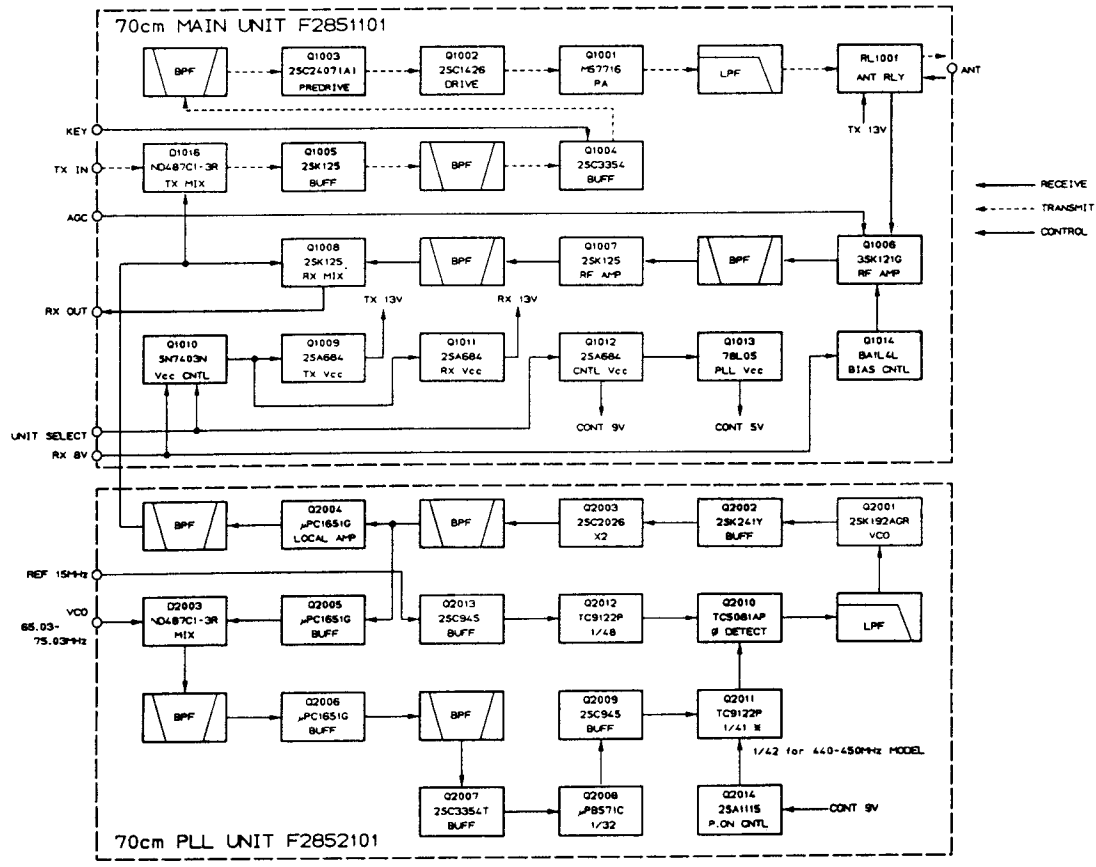 70cm MAIN UNIT F2851101
BPF
Q1003
2SC2407(A)
PREDRIVE
Q1002
2SC1426
DRIVE
Q1001
M57716
PA
LPF
RL1001
ANT RLY
ANT
TX 13V
KEY
TX IN
D1016
ND487C1-3R
TX MIX
Q1005
2SK125
BUFF
BPF
Q1004
2SC3354
BUFF
RECEIVE
TRANSMIT
CONTROL
AGC
Q1008
2SK125
RX MIX
BPF
Q1007
2SK125
RF AMP
BPF
Q1006
3SK121G
RF AMP
RX OUT
TX 13V
RX 13V
Q1010
SN7403N
Vcc CNTL
Q1009
2SA684
TX Vcc
Q1011
2SA684
RX Vcc
Q1012
2SA684
CNTL Vcc
Q1013
78L05
PLL Vcc
Q1014
BA1L4L
BIAS CNTL
CONT 9V
CONT 5V
UNIT SELECT
RX 8V
BPF
Q2004
μPC1651G
LOCAL AMP
BPF
Q2003
2SC2026
X2
Q2002
2SK241Y
BUFF
Q2001
2SK192AGR
VCO
REF 15MHz
VCO
65.03-
75.03MHz
D2003
ND487C1-3R
MIX
Q2005
μPC1651G
BUFF
Q2013
2SC945
BUFF
Q2012
TC9122P
1/48
Q2010
TC5081AP
Ø DETECT
LPF
BPF
Q2006
μPC1651G
BUFF
BPF
Q2009
2SC945
BUFF
Q2011
TC9122P
1/41 ※
1/42 for 440-450MHz MODEL
Q2007
2SC3354T
BUFF
Q2008
μPB571C
1/32
Q2014
2SA1115
P.ON CNTL
CONT 9V
70cm PLL UNIT F2852101